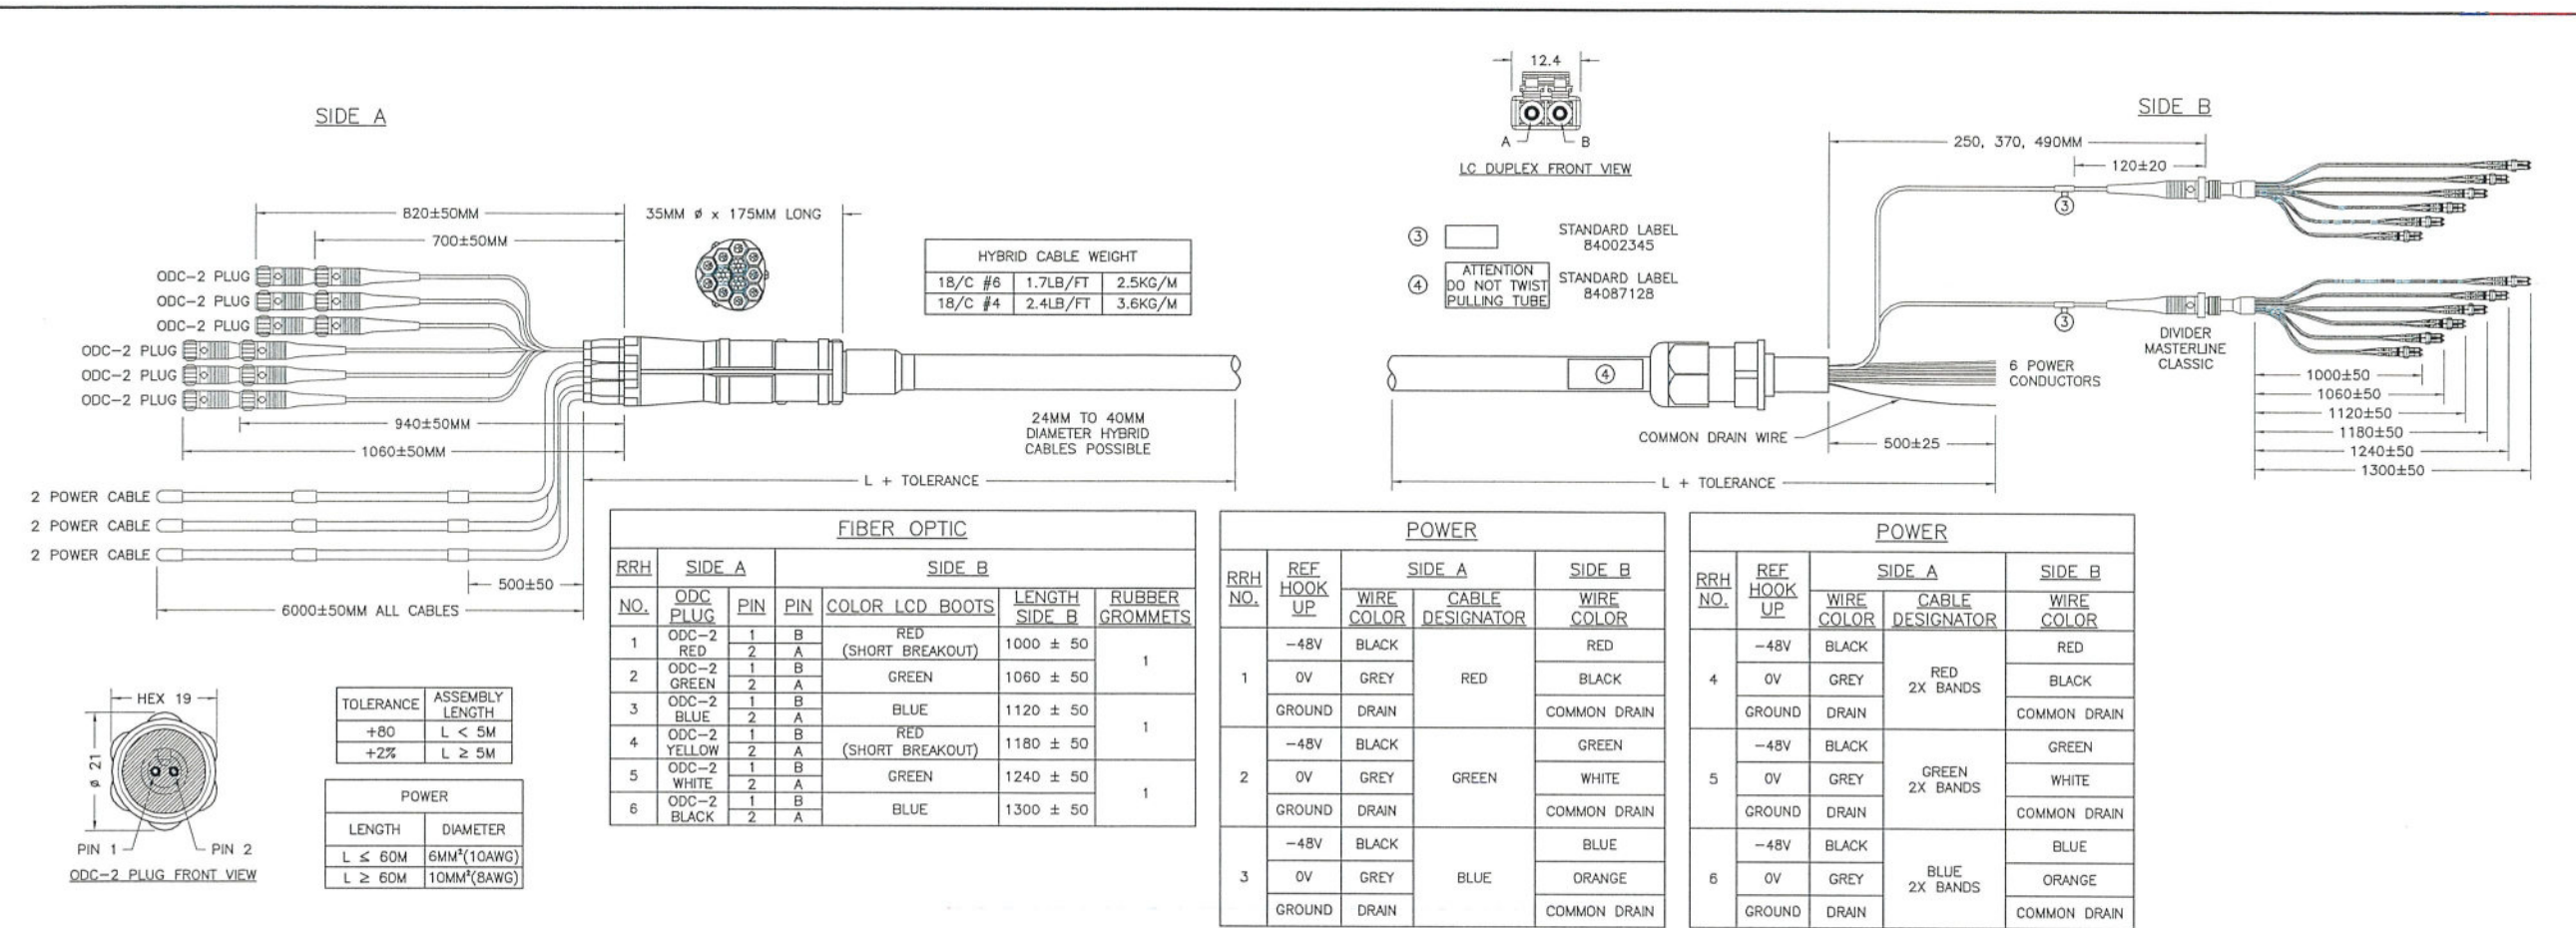 SIDE A
820±50MM
700±50MM
35MM ø x 175MM LONG
ODC-2 PLUG
ODC-2 PLUG
ODC-2 PLUG
ODC-2 PLUG
ODC-2 PLUG
ODC-2 PLUG
940±50MM
1060±50MM
2 POWER CABLE
2 POWER CABLE
2 POWER CABLE
500±50
6000±50MM ALL CABLES
HYBRID CABLE WEIGHT
18/C #6 1.7LB/FT 2.5KG/M
18/C #4 2.4LB/FT 3.6KG/M
24MM TO 40MM
DIAMETER HYBRID
CABLES POSSIBLE
L + TOLERANCE
12.4
A B
LC DUPLEX FRONT VIEW
3 STANDARD LABEL
84002345
4 ATTENTION
DO NOT TWIST
PULLING TUBE
STANDARD LABEL
84087128
SIDE B
250, 370, 490MM
120±20
3
3
4
DIVIDER
MASTERLINE
CLASSIC
6 POWER
CONDUCTORS
COMMON DRAIN WIRE
500±25
L + TOLERANCE
1000±50
1060±50
1120±50
1180±50
1240±50
1300±50
HEX 19
ø 21
PIN 1 PIN 2
ODC-2 PLUG FRONT VIEW
TOLERANCE ASSEMBLY LENGTH
+80 L < 5M
+2% L ≥ 5M
POWER
LENGTH DIAMETER
L ≤ 60M 6MM²(10AWG)
L ≥ 60M 10MM²(8AWG)
FIBER OPTIC
RRH SIDE A SIDE B
NO. ODC PLUG PIN PIN COLOR LCD BOOTS LENGTH SIDE B RUBBER GROMMETS
1 ODC-2 RED 1 B RED (SHORT BREAKOUT) 1000 ± 50 1
2 A
2 ODC-2 GREEN 1 B GREEN 1060 ± 50
2 A
3 ODC-2 BLUE 1 B BLUE 1120 ± 50 1
2 A
4 ODC-2 YELLOW 1 B RED (SHORT BREAKOUT) 1180 ± 50
2 A
5 ODC-2 WHITE 1 B GREEN 1240 ± 50 1
2 A
6 ODC-2 BLACK 1 B BLUE 1300 ± 50
2 A
POWER
RRH NO. REF HOOK UP SIDE A SIDE B
WIRE COLOR CABLE DESIGNATOR WIRE COLOR
-48V BLACK RED
1 0V GREY RED BLACK
GROUND DRAIN COMMON DRAIN
-48V BLACK GREEN
2 0V GREY GREEN WHITE
GROUND DRAIN COMMON DRAIN
-48V BLACK BLUE
3 0V GREY BLUE ORANGE
GROUND DRAIN COMMON DRAIN
POWER
RRH NO. REF HOOK UP SIDE A SIDE B
WIRE COLOR CABLE DESIGNATOR WIRE COLOR
-48V BLACK RED
4 0V GREY RED 2X BANDS BLACK
GROUND DRAIN COMMON DRAIN
-48V BLACK GREEN
5 0V GREY GREEN 2X BANDS WHITE
GROUND DRAIN COMMON DRAIN
-48V BLACK BLUE
6 0V GREY BLUE 2X BANDS ORANGE
GROUND DRAIN COMMON DRAIN